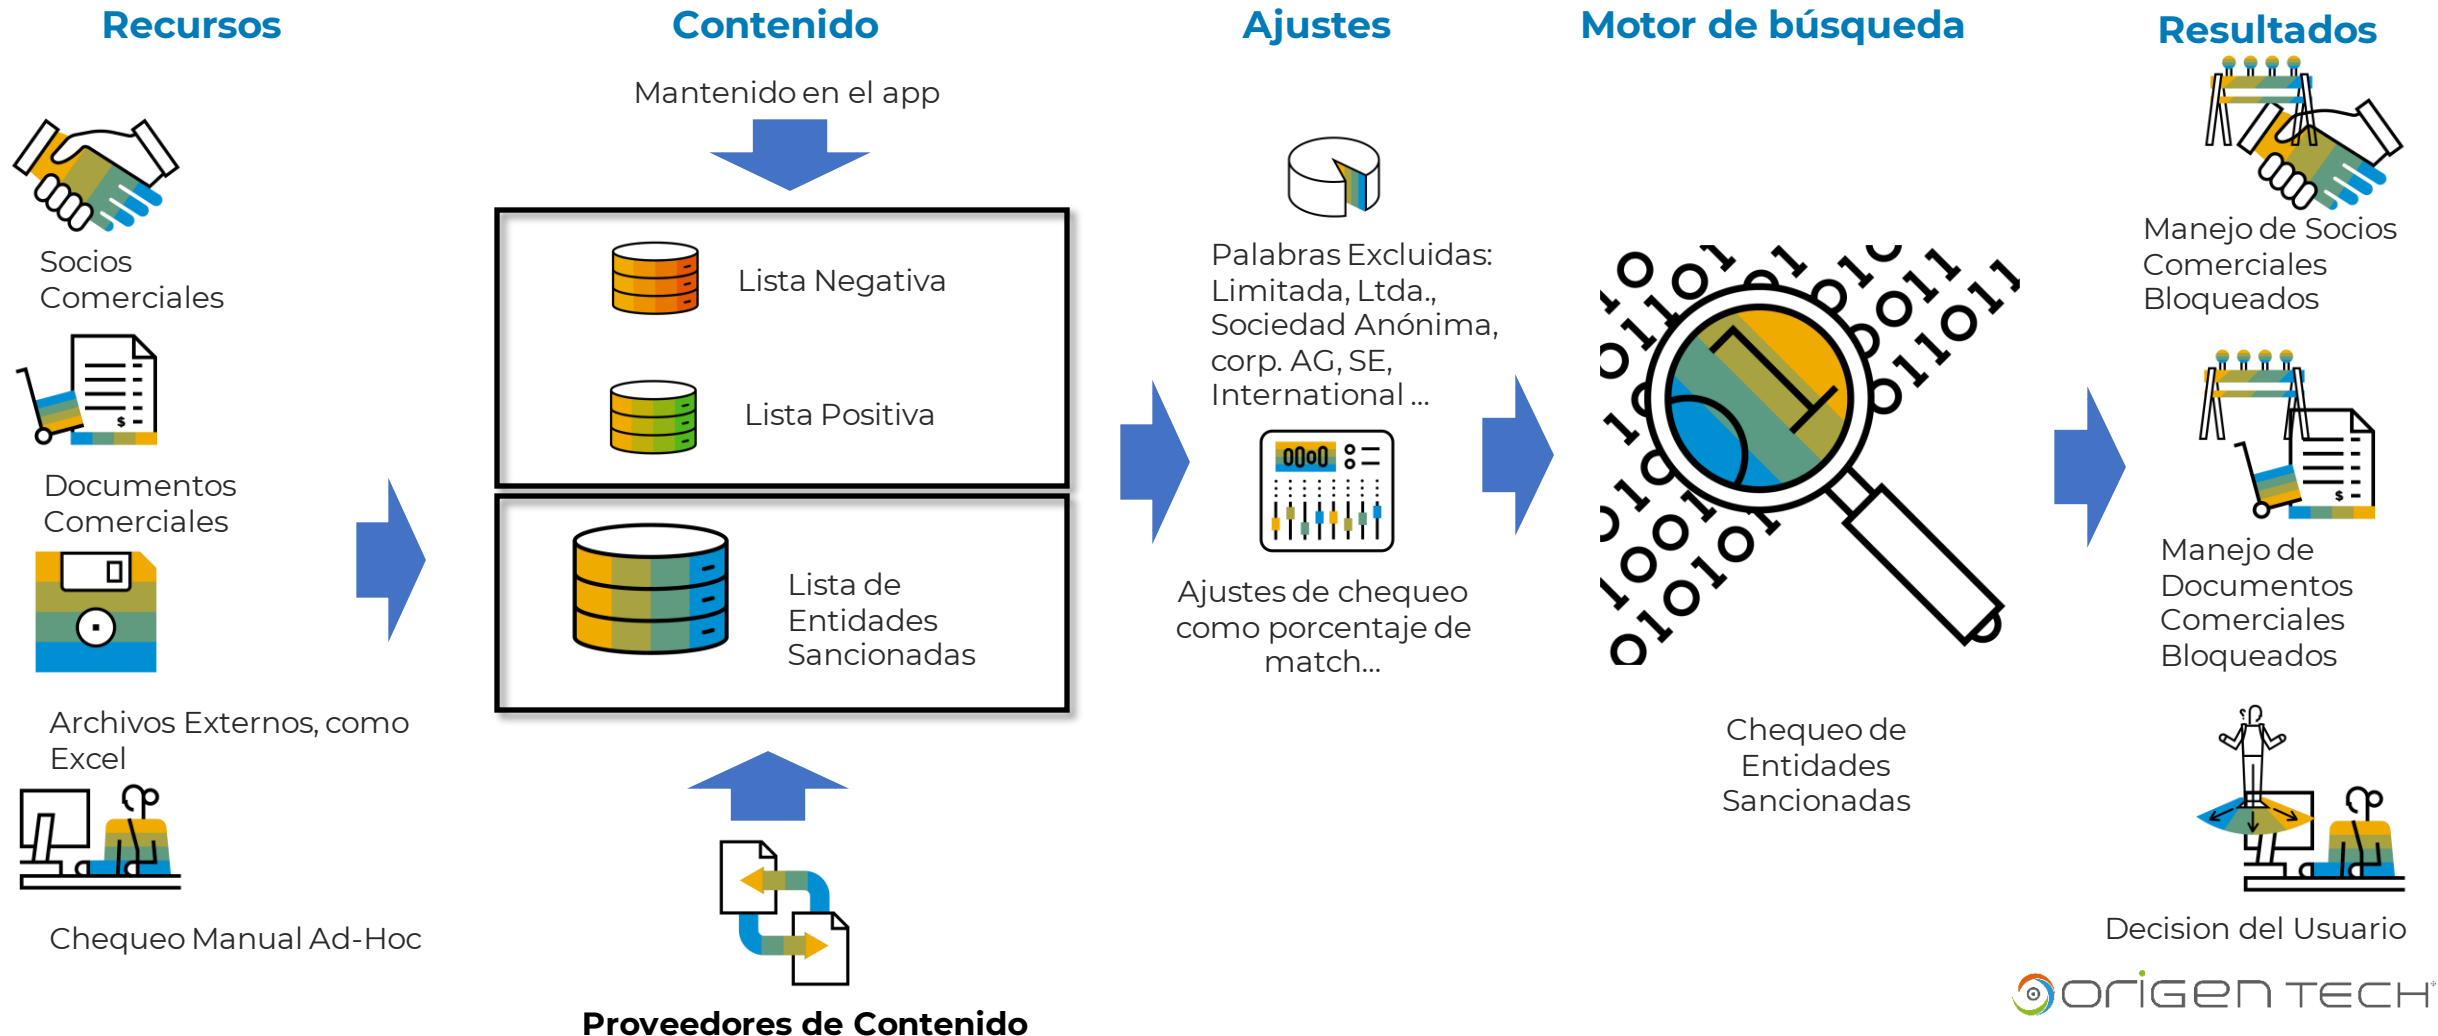 Recursos
Socios
Comerciales
Documentos
Comerciales
Archivos Externos, como
Excel
Chequeo Manual Ad-Hoc
Contenido
Mantenido en el app
Lista Negativa
Lista Positiva
Lista de
Entidades
Sancionadas
Proveedores de Contenido
Ajustes
Palabras Excluidas:
Limitada, Ltda.,
Sociedad Anónima,
corp. AG, SE,
International ...
Ajustes de chequeo
como porcentaje de
match...
Motor de búsqueda
Chequeo de
Entidades
Sancionadas
Resultados
Manejo de Socios
Comerciales
Bloqueados
Manejo de
Documentos
Comerciales
Bloqueados
Decision del Usuario
origen TECH